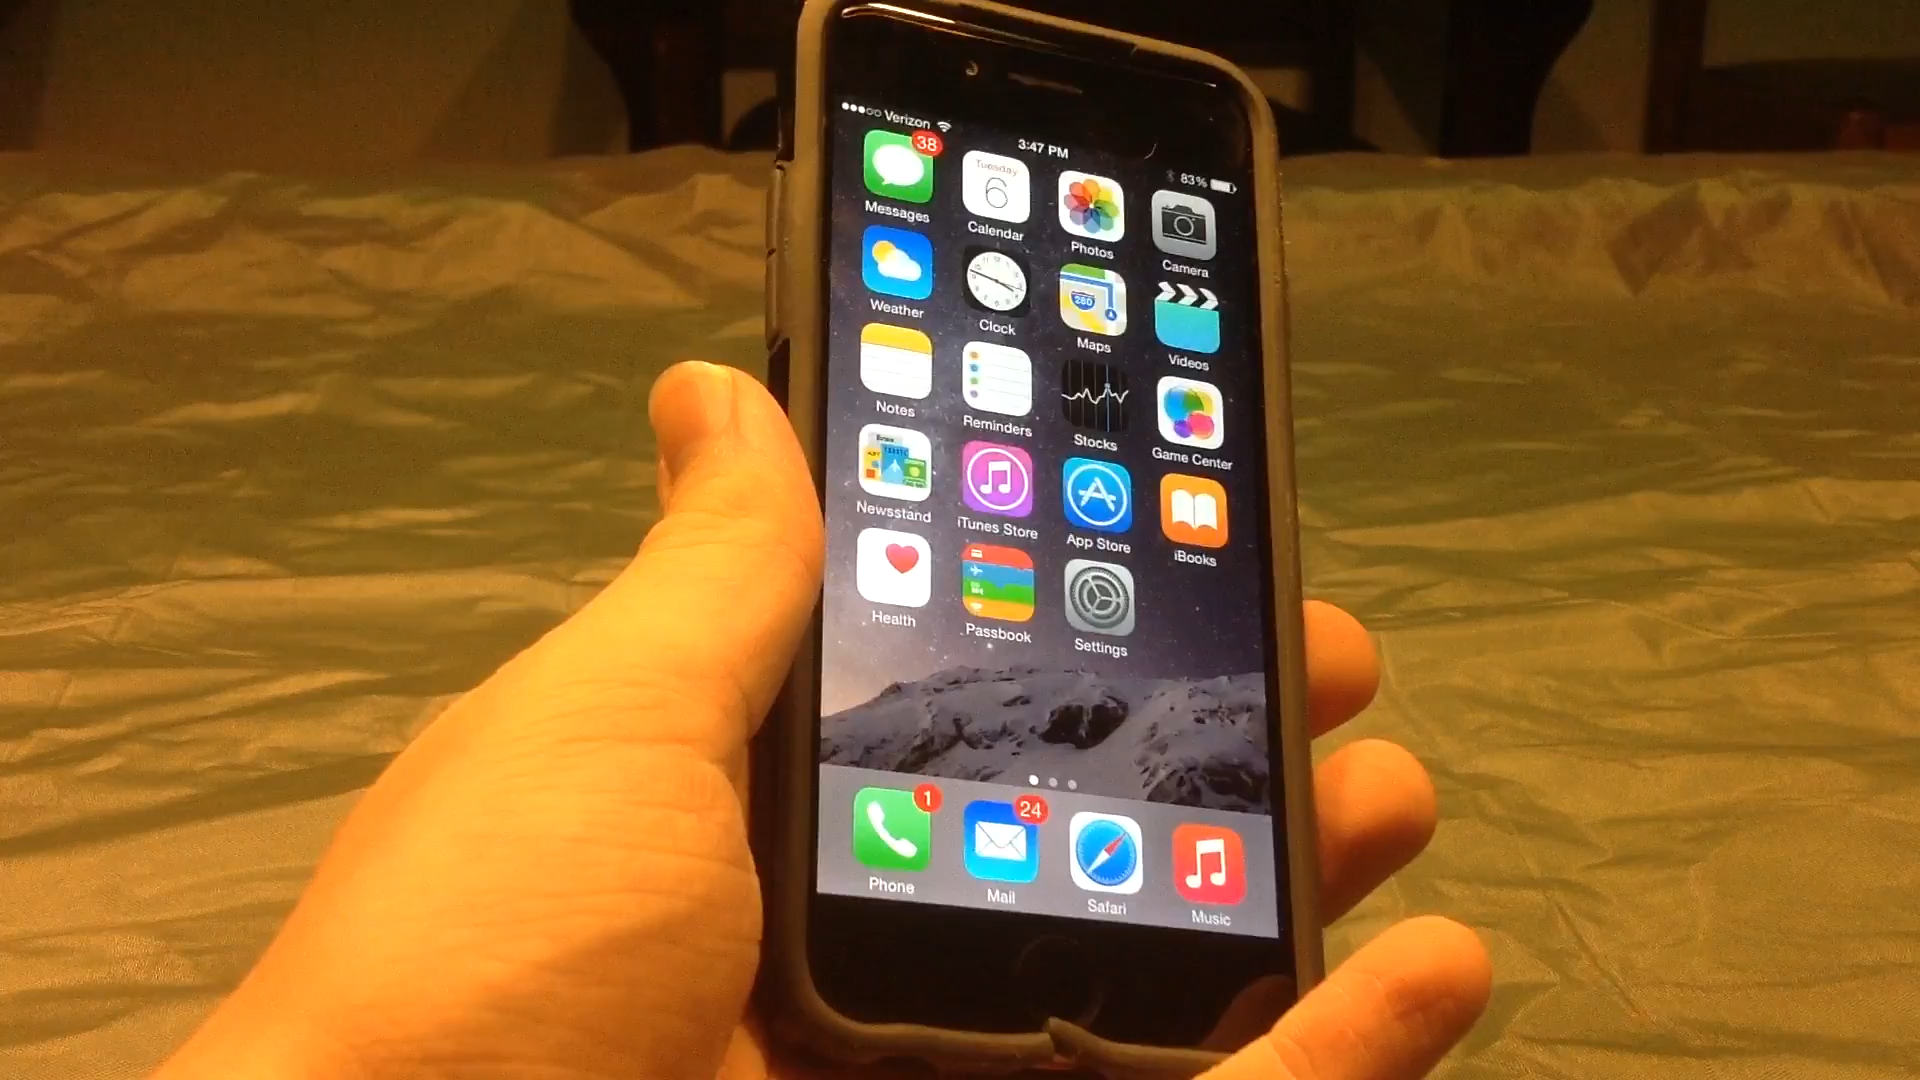 Verizon 3:47 PM 83%
38
Tuesday
6
Messages Calendar Photos Camera
280
Weather Clock Maps Videos
Notes Reminders Stocks Game Center
Newsstand iTunes Store App Store iBooks
Health Passbook Settings
1 24
Phone Mail Safari Music